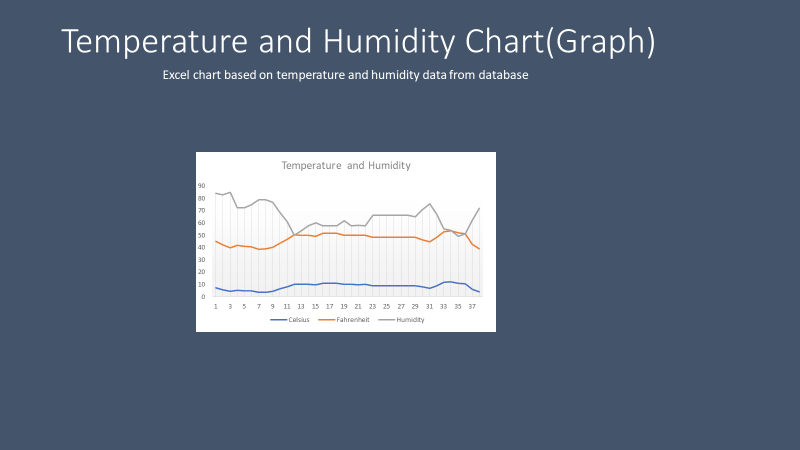 Temperature and Humidity Chart(Graph)
Excel chart based on temperature and humidity data from database
Temperature and Humidity
90
80
70
60
50
40
30
20
10
0
1 3 5 7 9 11 13 15 17 19 21 23 25 27 29 31 33 35 37
Celsius Fahrenheit Humidity